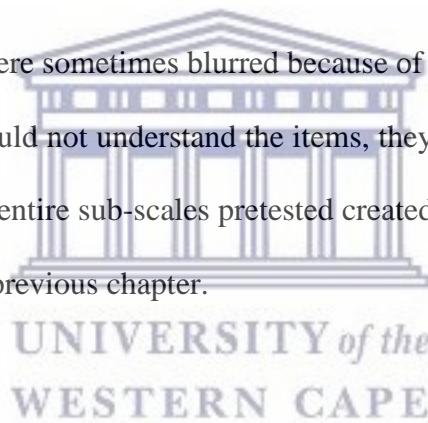 ere sometimes blurred because of
uld not understand the items, they
entire sub-scales pretested created
previous chapter.
UNIVERSITY of the
WESTERN CAPE